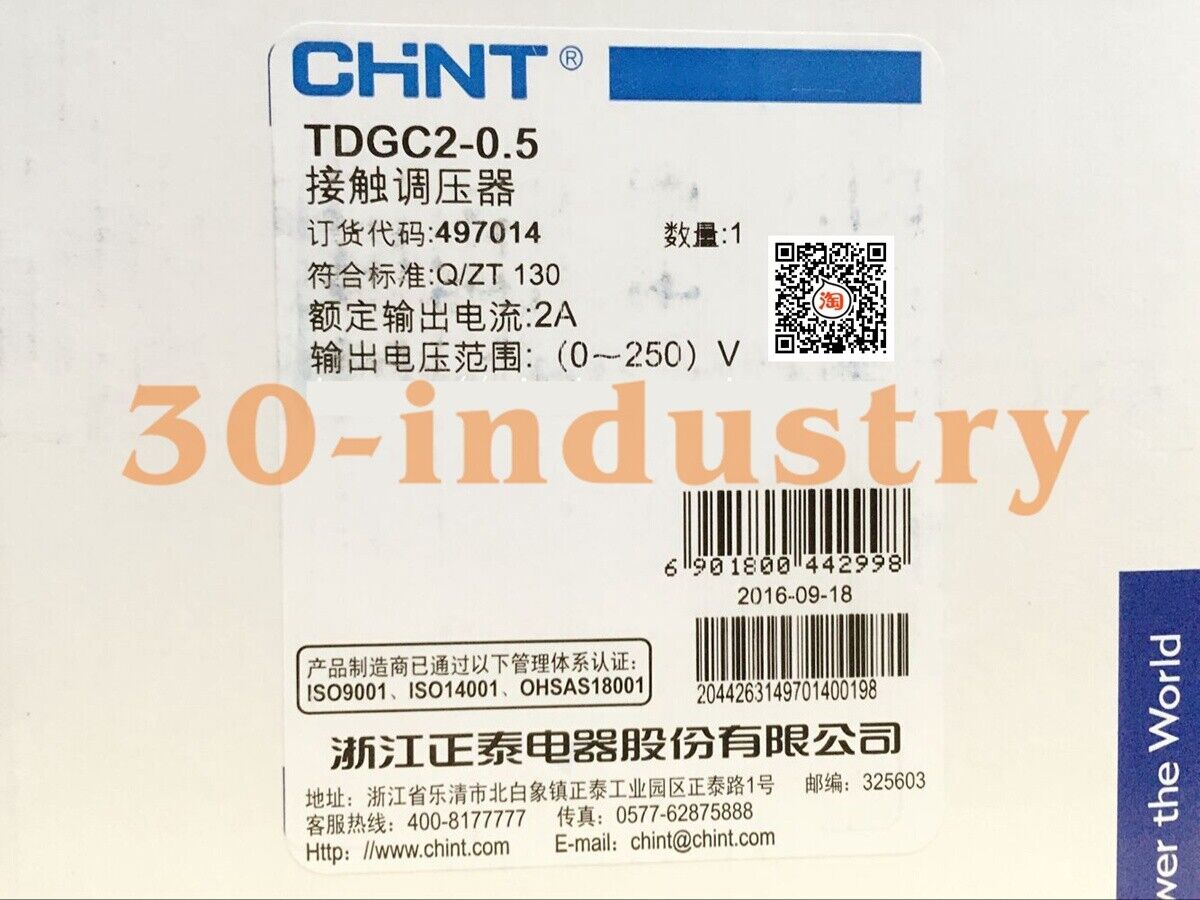 CHiNT®
TDGC2-0.5
接触调压器
订货代码:497014 数量:1
符合标准:Q/ZT 130
淘
额定输出电流:2A
输出电压范围:（0～250）V
30-industry
6 901800 442998
2016-09-18
2044263149701400198
产品制造商已通过以下管理体系认证:
ISO9001、ISO14001、OHSAS18001
浙江正泰电器股份有限公司
地址：浙江省乐清市北白象镇正泰工业园区正泰路1号 邮编：325603
客服热线：400-8177777 传真：0577-62875888
Http：//www.chint.com E-mail：chint@chint.com
wer the World